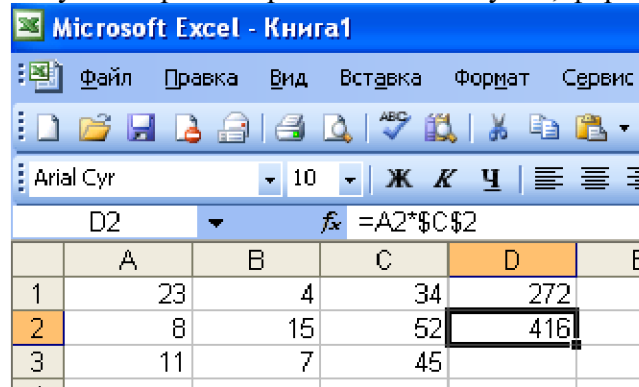 Microsoft Excel - Книга1
Файл Правка Вид Вставка Формат Сервис
ABC
Arial Cyr 10 Ж К Ч
D2 fx =A2*$C$2
A B C D
1 23 4 34 272
2 8 15 52 416
3 11 7 45